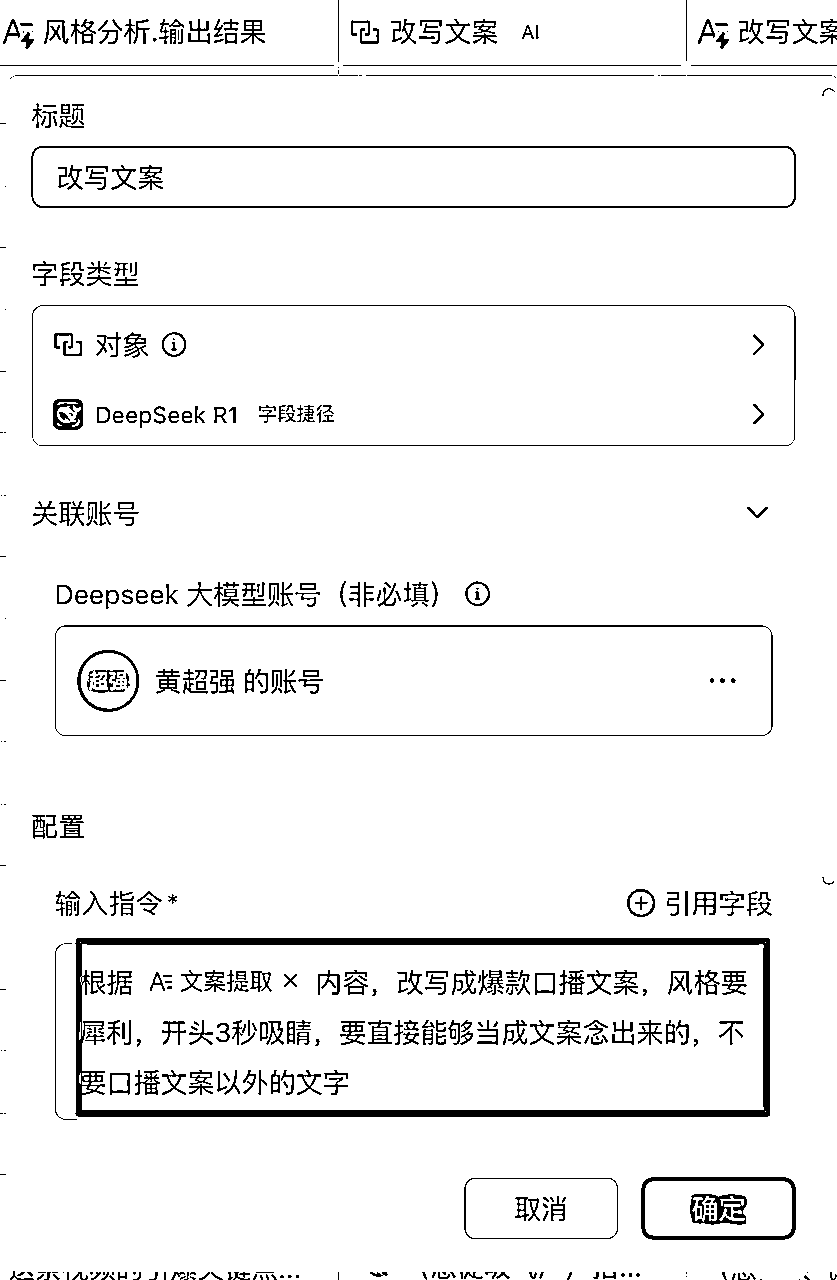 风格分析.输出结果 改写文案 AI 改写文案
标题
改写文案
字段类型
对象
DeepSeek R1 字段捷径
关联账号
Deepseek 大模型账号（非必填）
超强 黄超强 的账号
配置
输入指令* 引用字段
根据 文案提取 × 内容，改写成爆款口播文案，风格要
犀利，开头3秒吸睛，要直接能够当成文案念出来的，不
要口播文案以外的文字
取消 确定